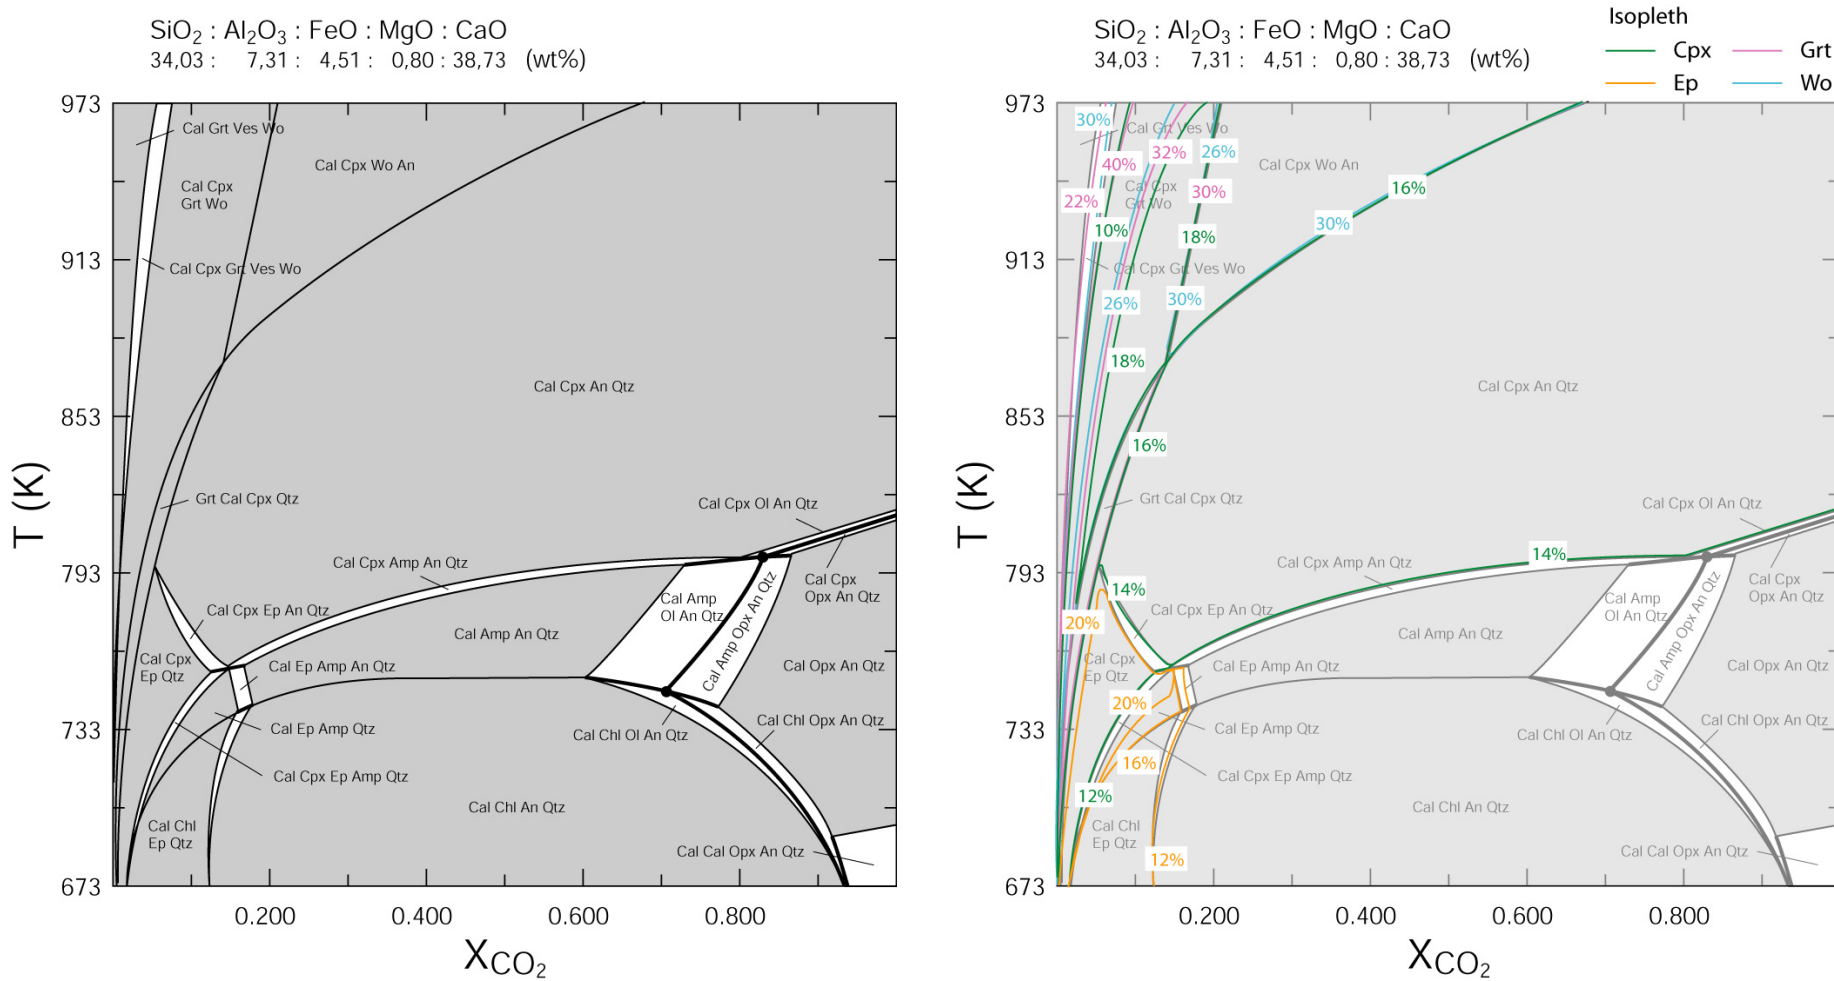 SiO2 : Al2O3 : FeO : MgO : CaO
34,03 : 7,31 : 4,51 : 0,80 : 38,73 (wt%)
973
913
853
793
733
673
T (K)
0.200
0.400
0.600
0.800
XCO2
Cal Grt Ves Wo
Cal Cpx Wo An
Cal Cpx
Grt Wo
Cal Cpx Grt Ves Wo
Cal Cpx An Qtz
Grt Cal Cpx Qtz
Cal Cpx Ol An Qtz
Cal Cpx Amp An Qtz
Cal Cpx
Opx An Qtz
Cal Amp
Ol An Qtz
Cal Amp Opx An Qtz
Cal Cpx Ep An Qtz
Cal Amp An Qtz
Cal Cpx
Ep Qtz
Cal Ep Amp An Qtz
Cal Opx An Qtz
Cal Chl Opx An Qtz
Cal Ep Amp Qtz
Cal Chl Ol An Qtz
Cal Cpx Ep Amp Qtz
Cal Chl An Qtz
Cal Chl
Ep Qtz
Cal Cal Opx An Qtz
SiO2 : Al2O3 : FeO : MgO : CaO
34,03 : 7,31 : 4,51 : 0,80 : 38,73 (wt%)
Isopleth
Cpx Grt
Ep Wo
973
913
853
793
733
673
T (K)
0.200
0.400
0.600
0.800
XCO2
30%
Cal Grt Ves Wo
40%
32%
26%
Cal Cpx Wo An
Cal Cpx
Grt Wo
22%
30%
16%
10%
18%
30%
Cal Cpx Grt Ves Wo
26%
30%
18%
Cal Cpx An Qtz
16%
Grt Cal Cpx Qtz
Cal Cpx Ol An Qtz
14%
Cal Cpx Amp An Qtz
14%
Cal Cpx
Opx An Qtz
Cal Amp
Ol An Qtz
Cal Amp Opx An Qtz
Cal Cpx Ep An Qtz
20%
Cal Amp An Qtz
Cal Cpx
Ep Qtz
Cal Ep Amp An Qtz
Cal Opx An Qtz
20%
Cal Chl Opx An Qtz
Cal Ep Amp Qtz
Cal Chl Ol An Qtz
16%
Cal Cpx Ep Amp Qtz
12%
Cal Chl An Qtz
Cal Chl
Ep Qtz
12%
Cal Cal Opx An Qtz